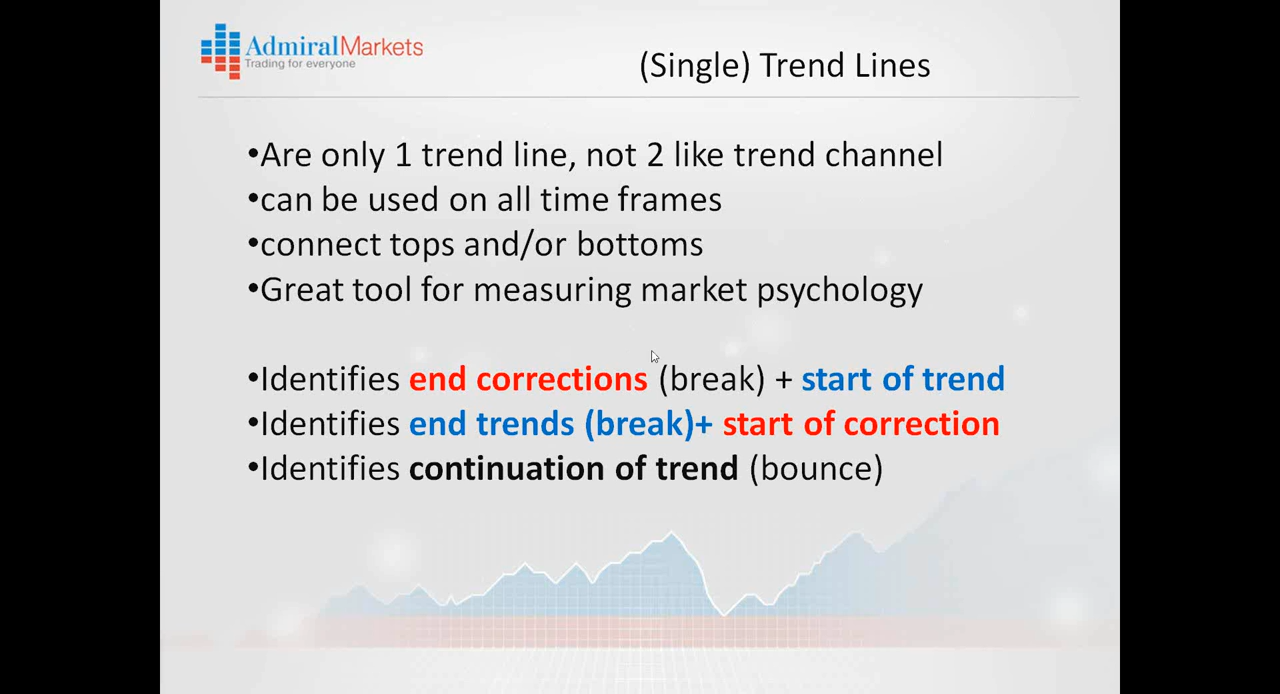 AdmiralMarkets
Trading for everyone
(Single) Trend Lines
•Are only 1 trend line, not 2 like trend channel
•can be used on all time frames
•connect tops and/or bottoms
•Great tool for measuring market psychology
•Identifies end corrections (break) + start of trend
•Identifies end trends (break)+ start of correction
•Identifies continuation of trend (bounce)